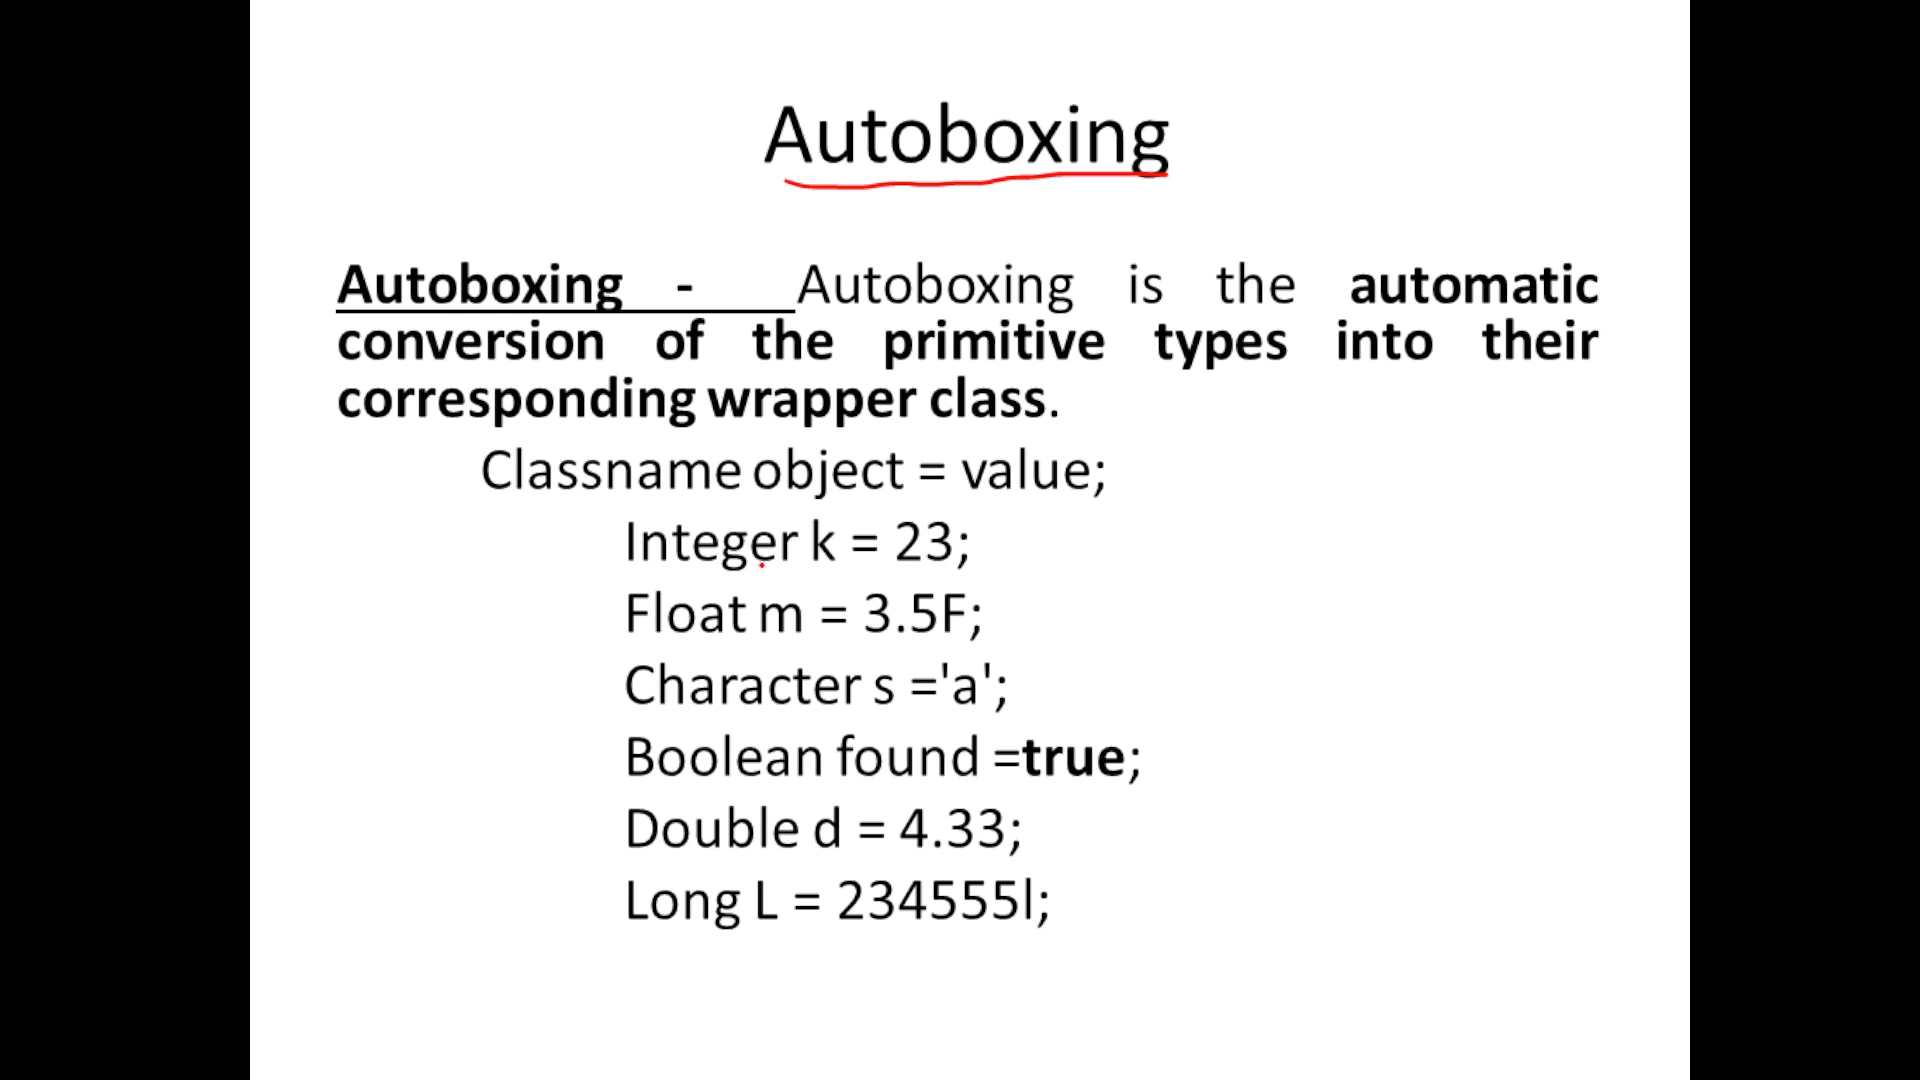 Autoboxing
Autoboxing - Autoboxing is the automatic
conversion of the primitive types into their
corresponding wrapper class.
Classname object = value;
Integer k = 23;
Float m = 3.5F;
Character s ='a';
Boolean found =true;
Double d = 4.33;
Long L = 234555l;